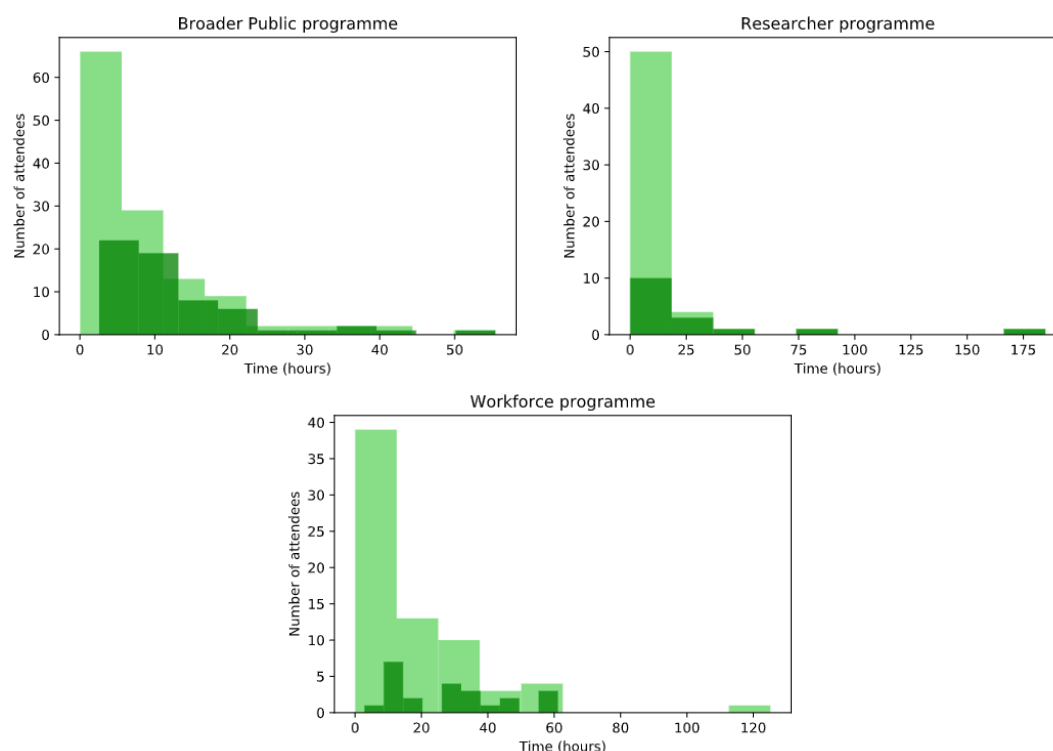 Broader Public programme
Number of attendees
60
50
40
30
20
10
0
0 10 20 30 40 50
Time (hours)
Researcher programme
Number of attendees
50
40
30
20
10
0
0 25 50 75 100 125 150 175
Time (hours)
Workforce programme
Number of attendees
40
35
30
25
20
15
10
5
0
0 20 40 60 80 100 120
Time (hours)